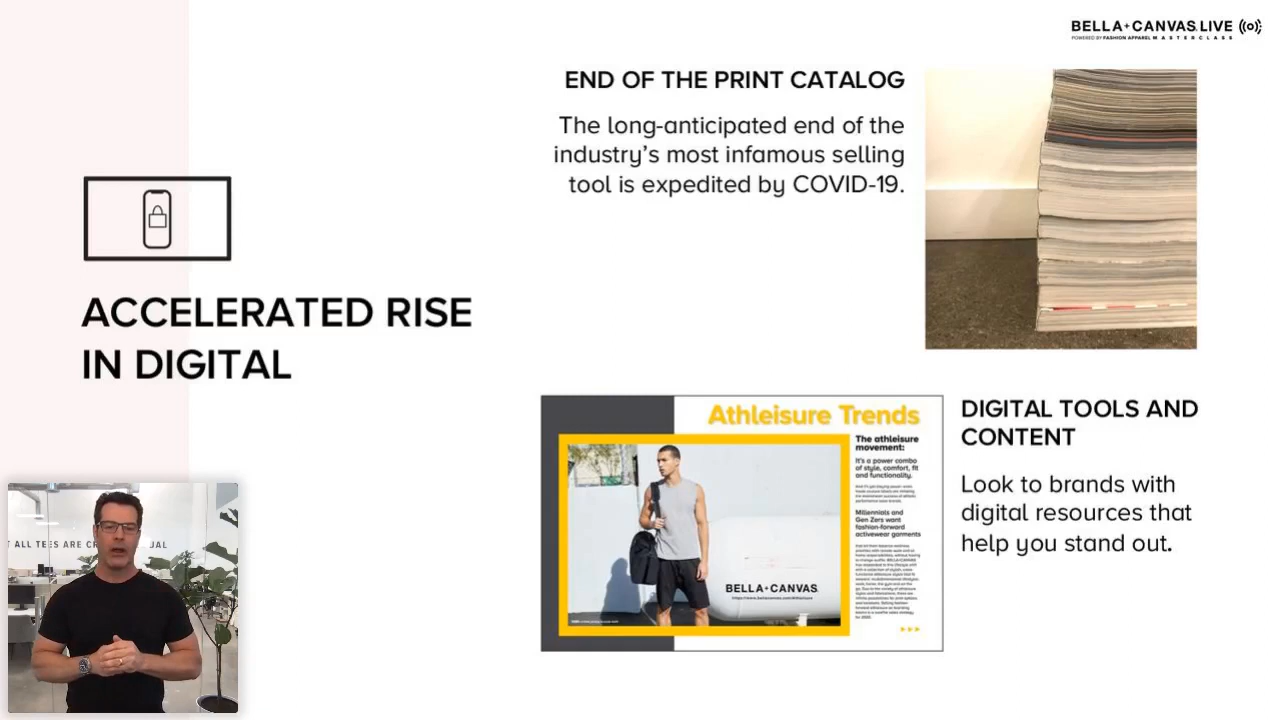 BELLA+CANVAS.LIVE
POWERED BY FASHION APPAREL MASTERCLASS
END OF THE PRINT CATALOG
The long-anticipated end of the
industry's most infamous selling
tool is expedited by COVID-19.
ACCELERATED RISE
IN DIGITAL
Athleisure Trends
The athleisure
movement:
It's a power combo
of style, comfort, fit
and functionality.
Millennials and
Gen Zers want
fashion-forward
activewear garments
BELLA+CANVAS.
DIGITAL TOOLS AND
CONTENT
Look to brands with
digital resources that
help you stand out.
ALL TEES ARE